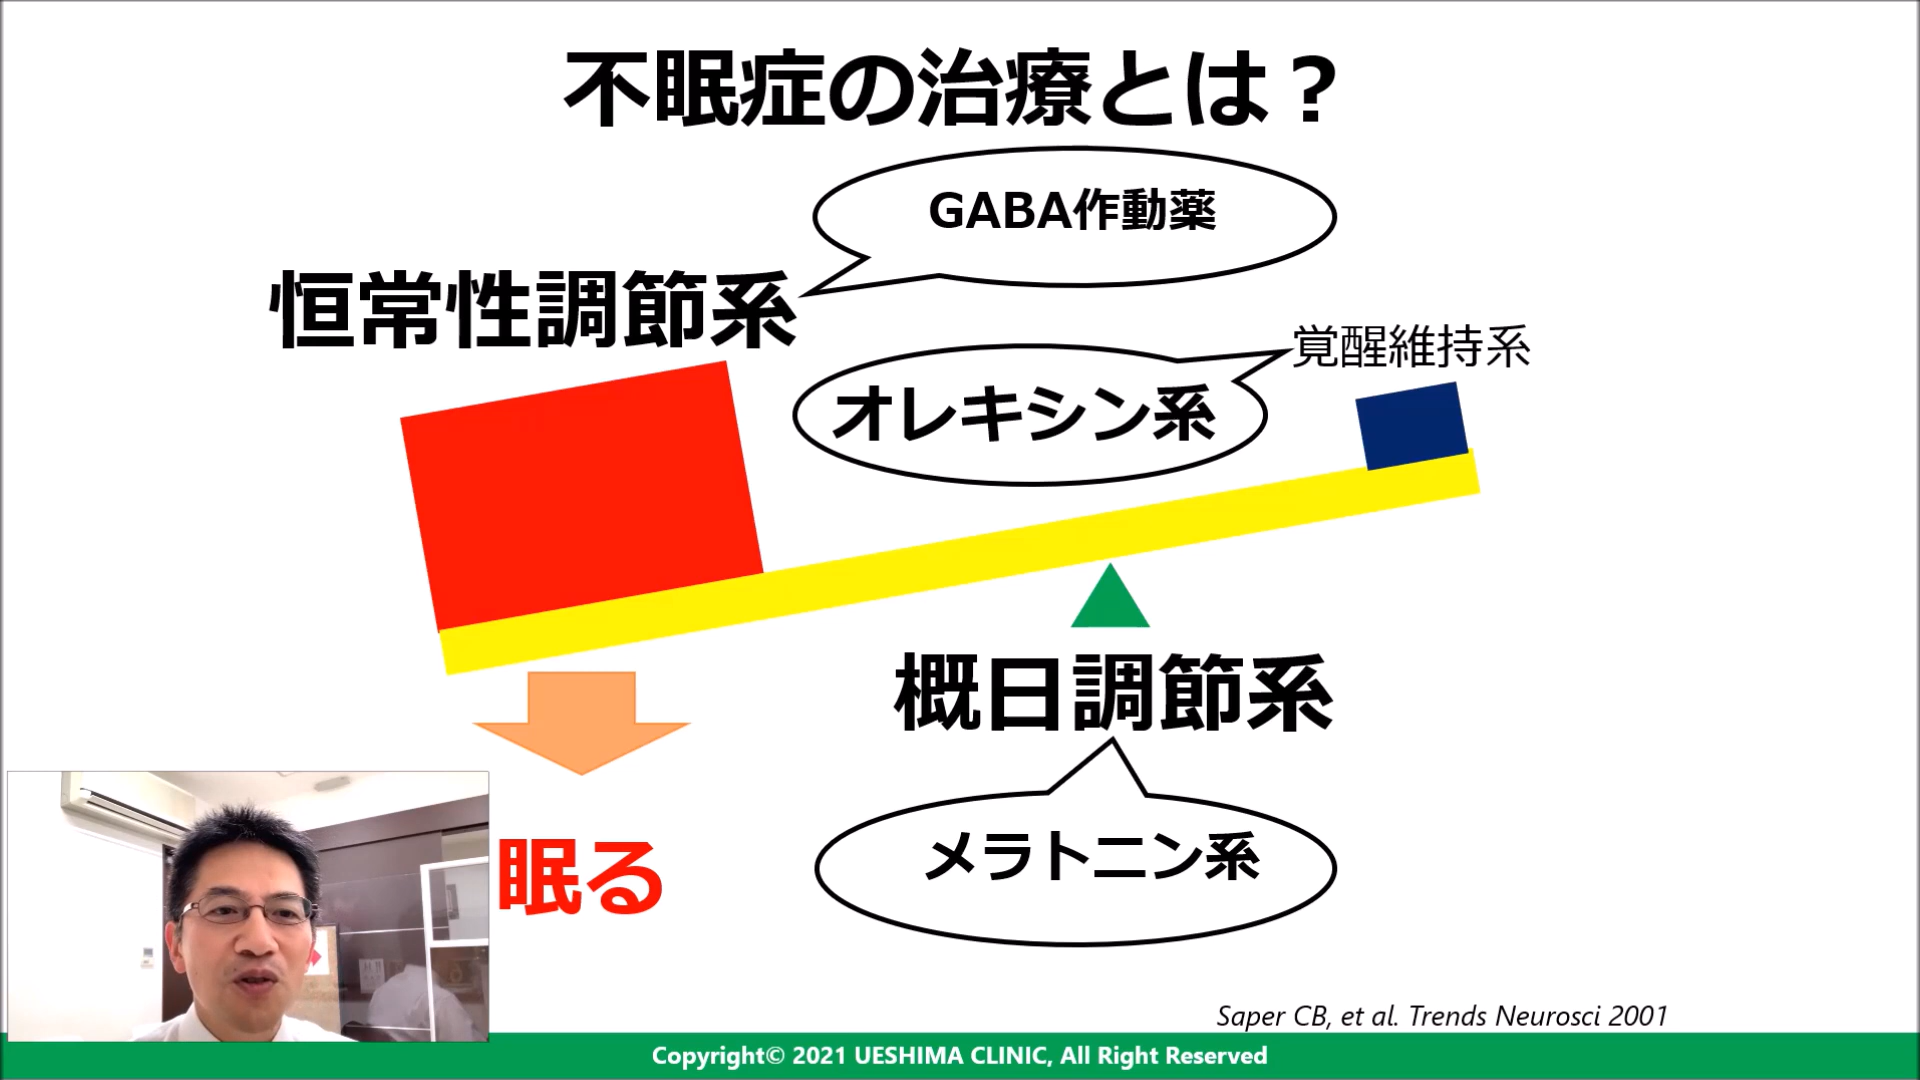 不眠症の治療とは？
GABA作動薬
恒常性調節系
覚醒維持系
オレキシン系
概日調節系
眠る
メラトニン系
Saper CB, et al. Trends Neurosci 2001
Copyright© 2021 UESHIMA CLINIC, All Right Reserved